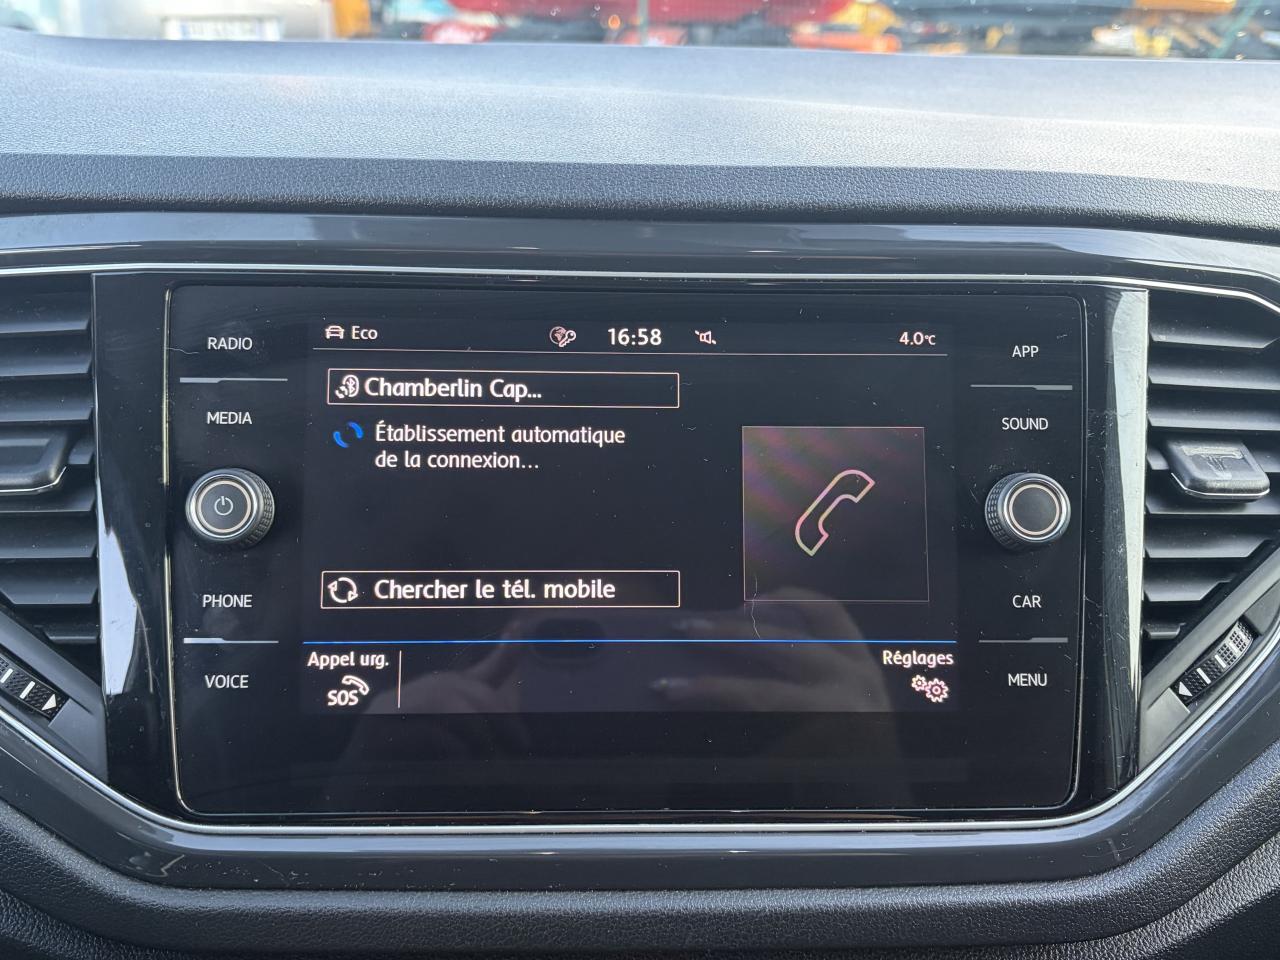 RADIO
MEDIA
PHONE
VOICE
Eco
16:58
4.0°C
Chamberlin Cap...
Établissement automatique
de la connexion...
Chercher le tél. mobile
Appel urg.
SOS
Réglages
APP
SOUND
CAR
MENU